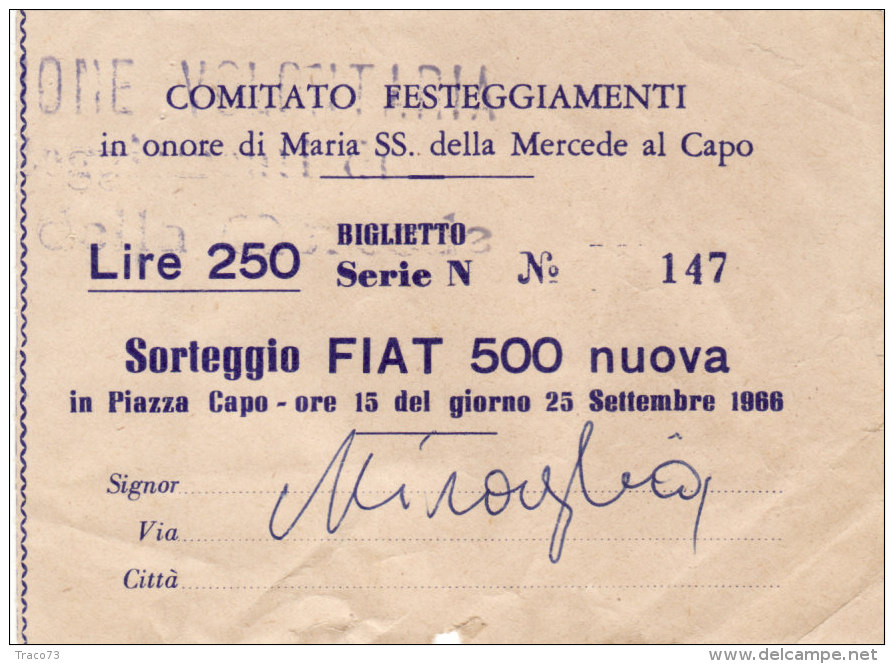 COMITATO FESTEGGIAMENTI
in onore di Maria SS. della Mercede al Capo
BIGLIETTO
Lire 250 Serie N № 147
Sorteggio FIAT 500 nuova
in Piazza Capo - ore 15 del giorno 25 Settembre 1966
Signor
Via
Città
Traco73
www.delcampe.net